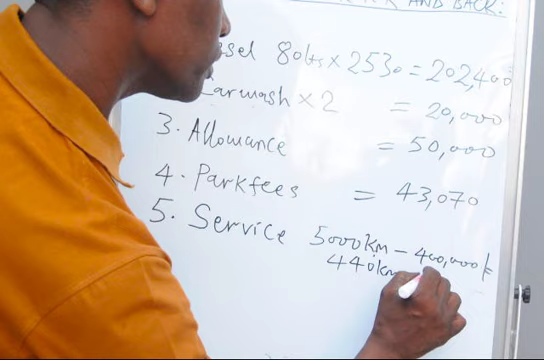 AND BACK:
80lts x 2530 = 202,400
Carwash x 2 = 20,000
3. Allowance = 50,000
4. Parkfees = 43,070
5. Service 5000km - 400,000/=
440km